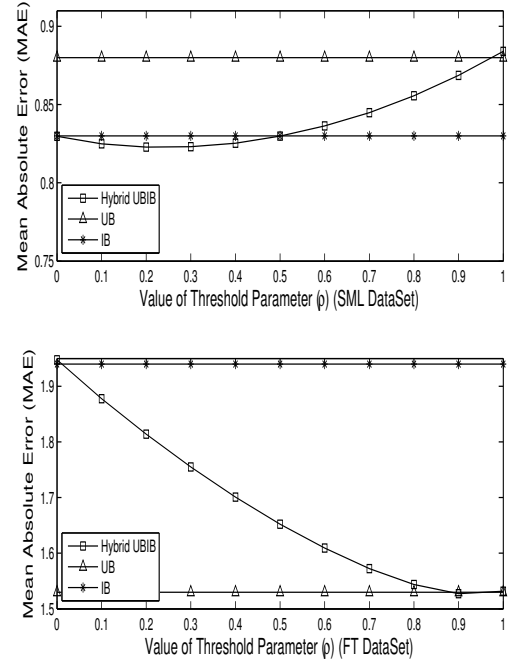 0.9
0.85
0.8
0.75
Mean Absolute Error (MAE)
Hybrid UBIB
UB
IB
0 0.1 0.2 0.3 0.4 0.5 0.6 0.7 0.8 0.9 1
Value of Threshold Parameter (ρ) (SML DataSet)
1.9
1.8
1.7
1.6
1.5
Mean Absolute Error (MAE)
Hybrid UBIB
UB
IB
0 0.1 0.2 0.3 0.4 0.5 0.6 0.7 0.8 0.9 1
Value of Threshold Parameter (ρ) (FT DataSet)